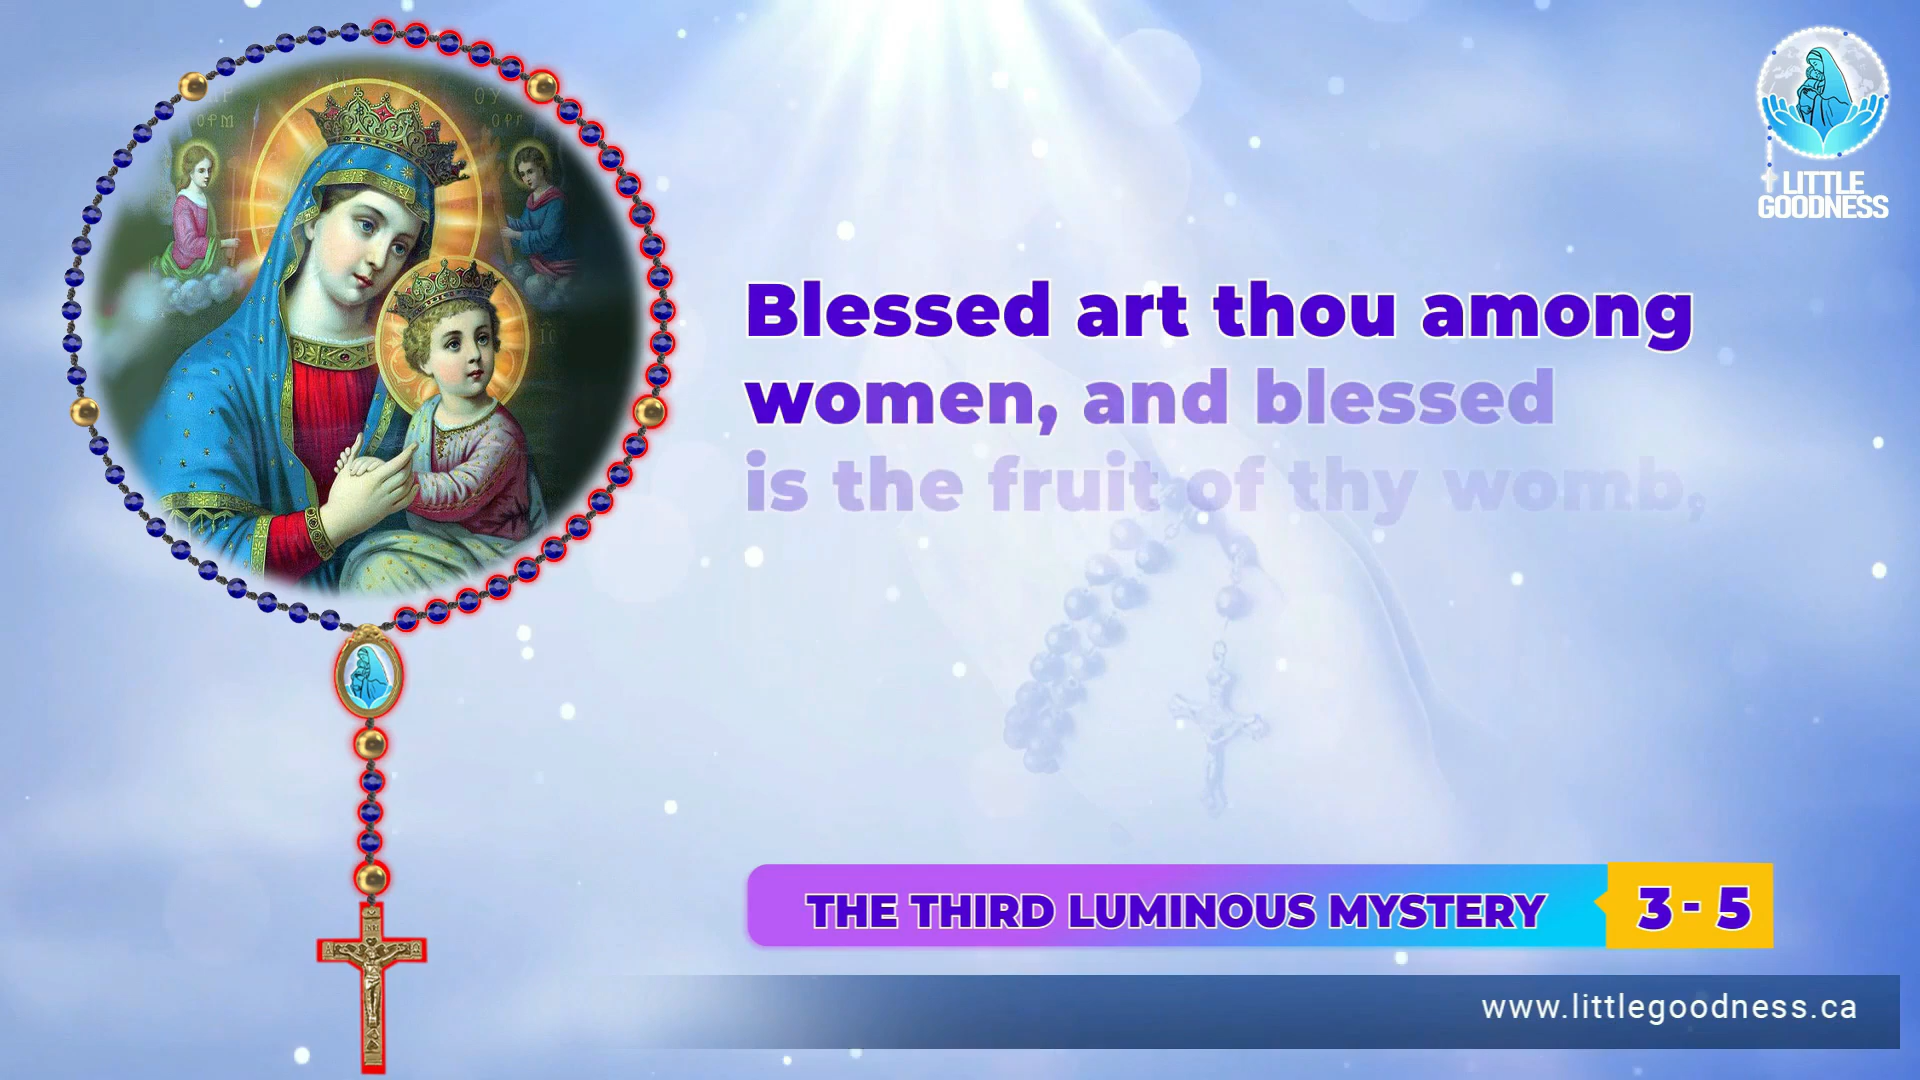 LITTLE
GOODNESS
Blessed art thou among
women, and blessed
is the fruit of thy womb,
THE THIRD LUMINOUS MYSTERY
3 - 5
www.littlegoodness.ca
INRI